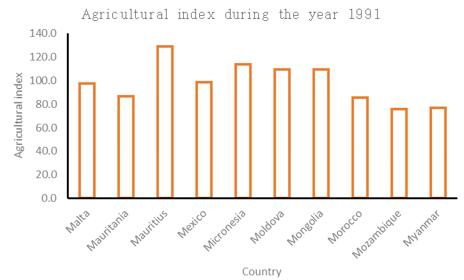 Agricultural index during the year 1991
140.0
120.0
100.0
80.0
60.0
40.0
20.0
0.0
Agricultural index
Malta
Mauritania
Mauritius
Mexico
Micronesia
Moldova
Mongolia
Morocco
Mozambique
Myanmar
Country